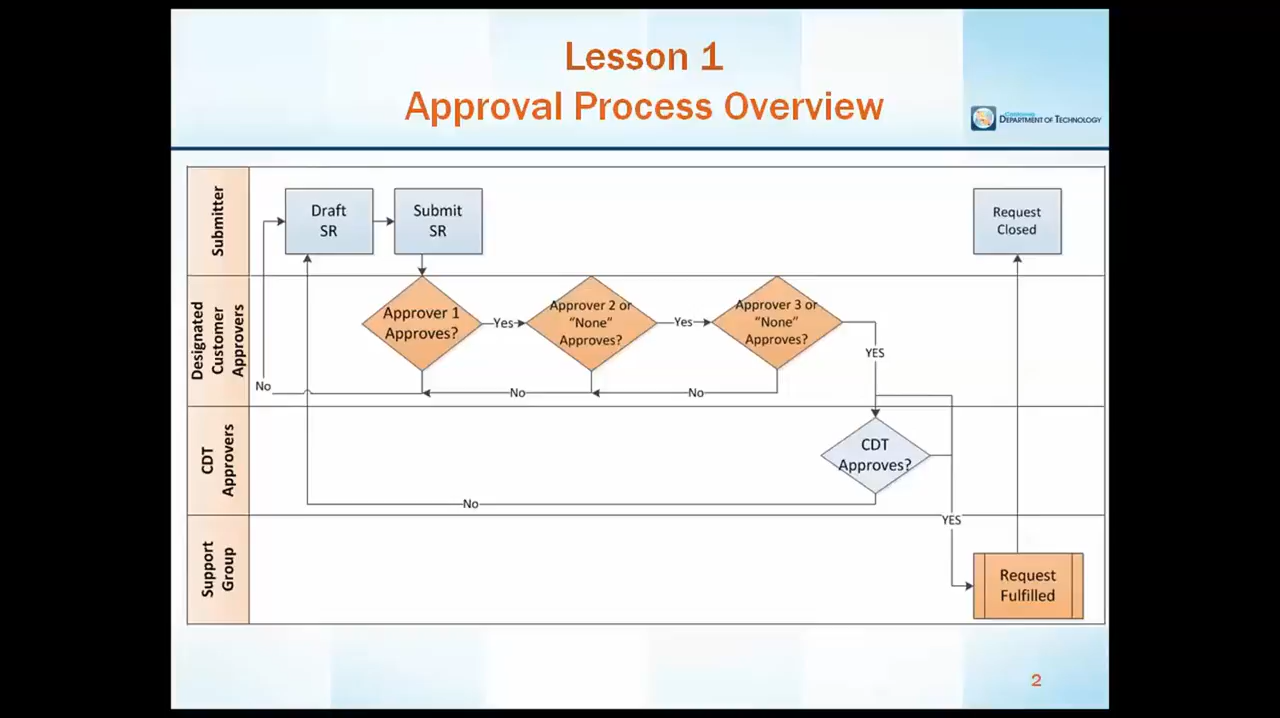 Lesson 1
Approval Process Overview
California
DEPARTMENT OF TECHNOLOGY
Submitter
Draft
SR
Submit
SR
Request
Closed
Designated
Customer
Approvers
Approver 1
Approves?
Yes
Approver 2 or
"None"
Approves?
Yes
Approver 3 or
"None"
Approves?
YES
No
No
No
CDT
Approvers
CDT
Approves?
No
YES
Support
Group
Request
Fulfilled
2